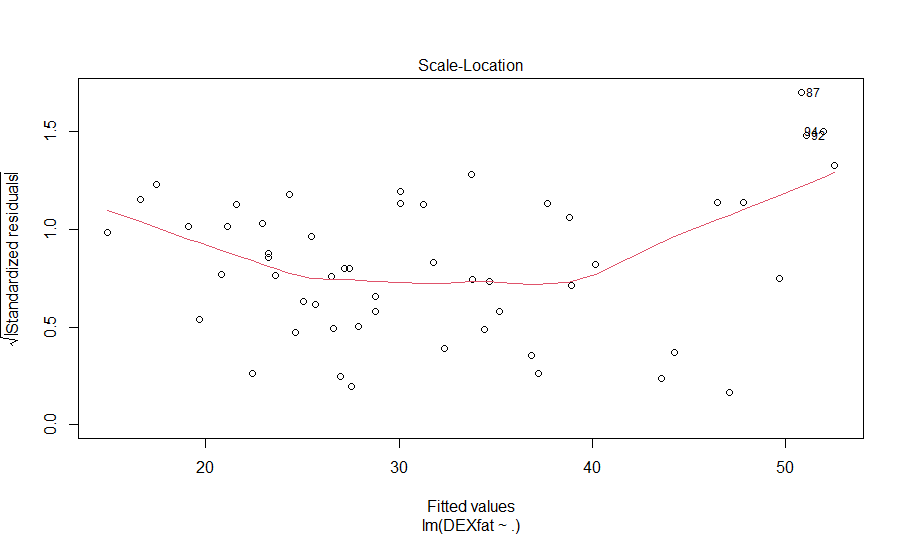 Scale-Location
√|Standardized residuals|
1.5
1.0
0.5
0.0
87
94
92
20 30 40 50
Fitted values
lm(DEXfat ~ .)